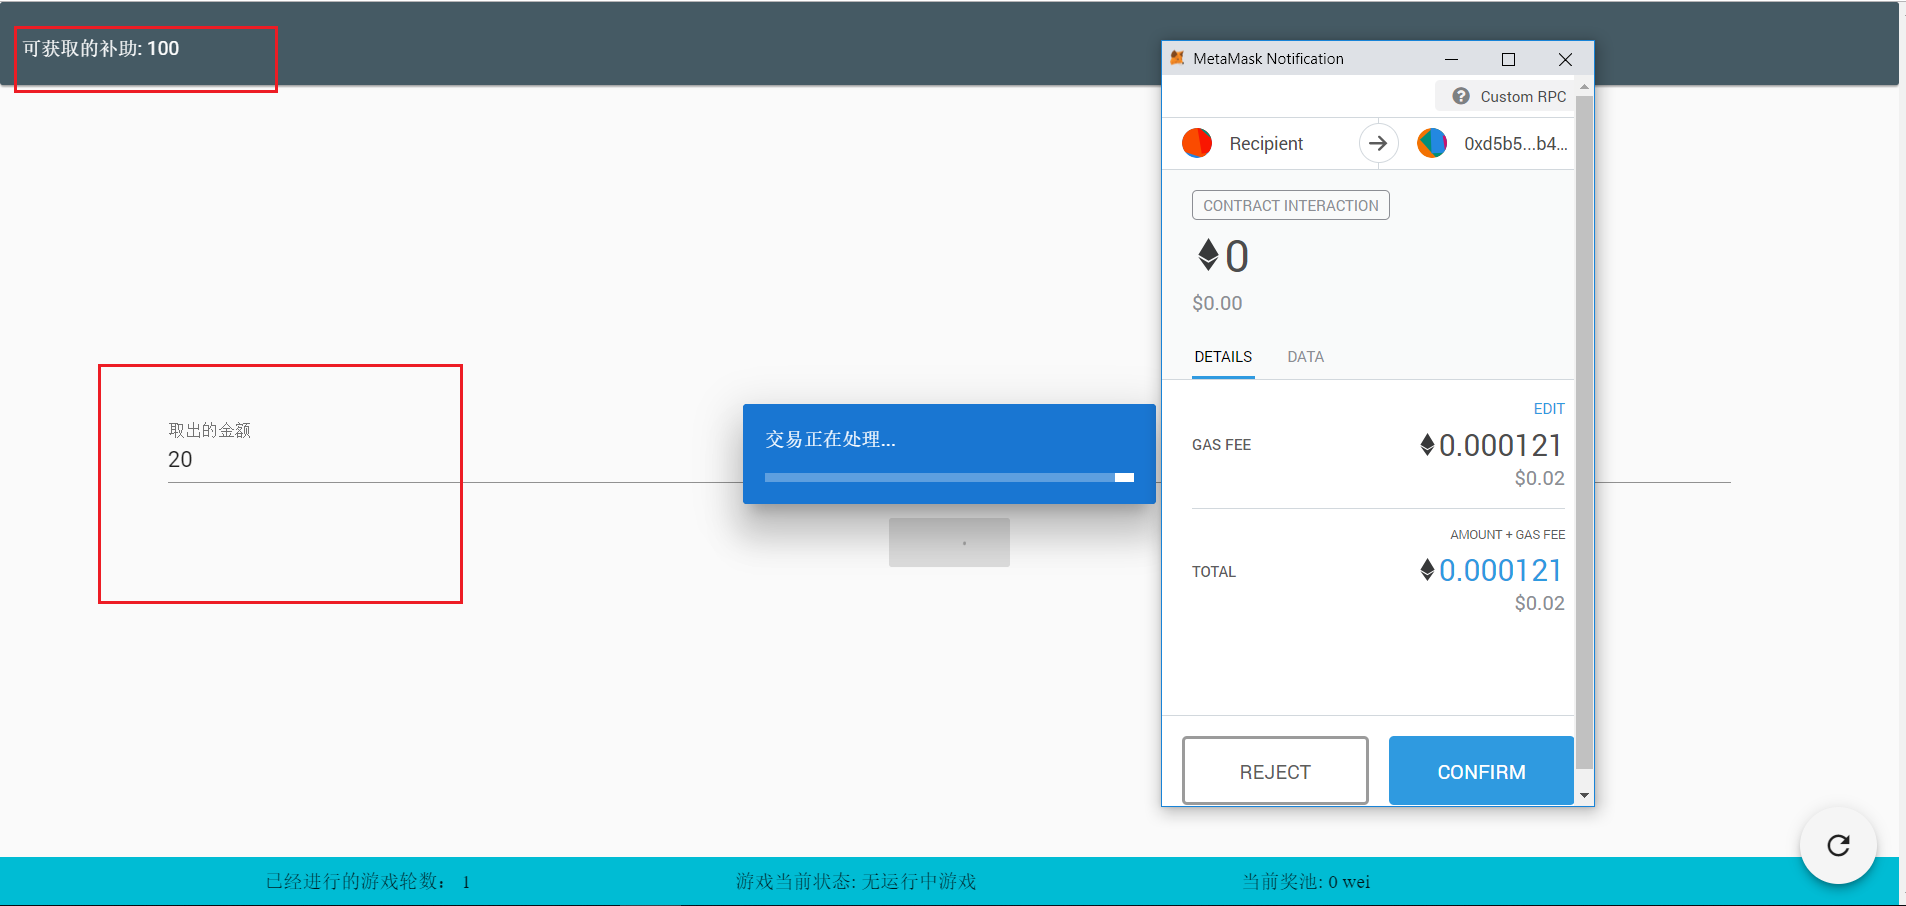 可获取的补助: 100
MetaMask Notification
Custom RPC
Recipient
0xd5b5...b4...
CONTRACT INTERACTION
0
$0.00
DETAILS
DATA
EDIT
GAS FEE
0.000121
$0.02
AMOUNT + GAS FEE
TOTAL
0.000121
$0.02
REJECT
CONFIRM
取出的金额
20
交易正在处理...
已经进行的游戏轮数： 1
游戏当前状态: 无运行中游戏
当前奖池: 0 wei